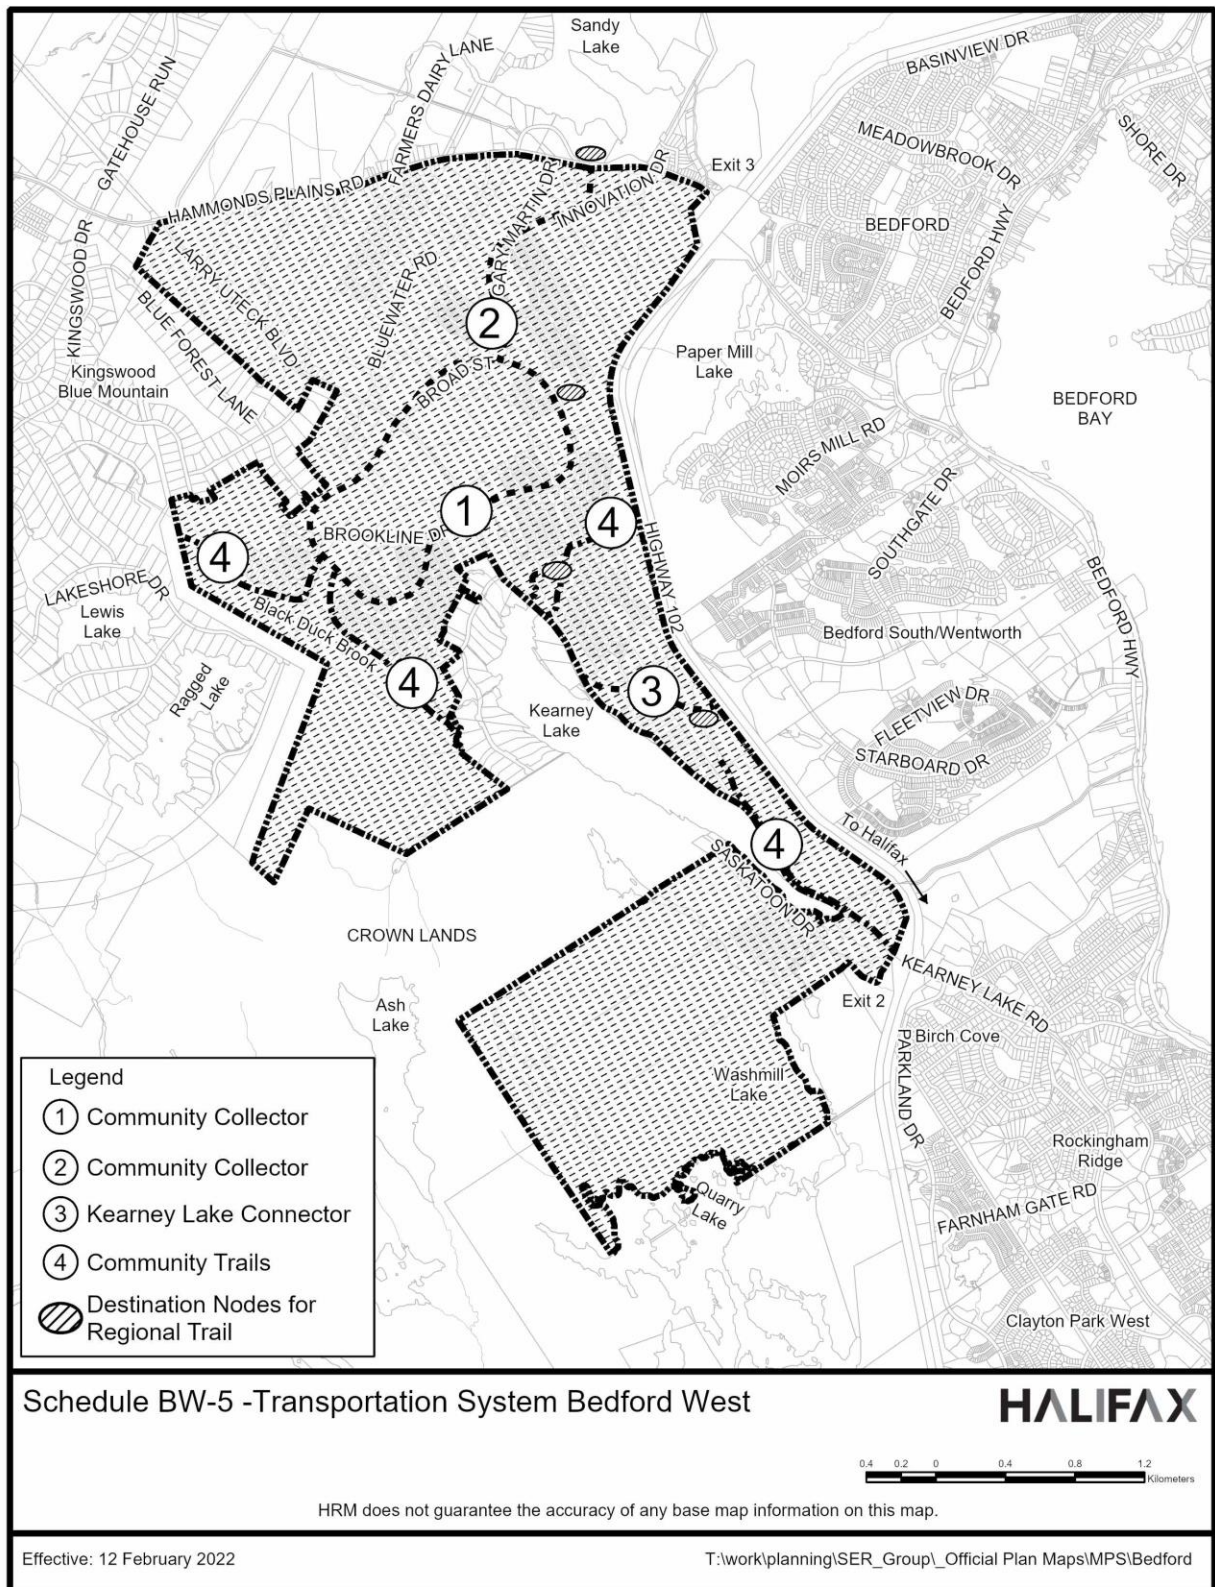 Sandy
Lake
BASINVIEW DR
GATEHOUSE RUN
FARMERS DAIRY LANE
SHORE DR
MEADOWBROOK DR
Exit 3
HAMMONDS PLAINS RD
GARY MARTIN DR
INNOVATION DR
BEDFORD
BEDFORD HWY
KINGSWOOD DR
LARRY UTECK BLVD
BLUEWATER RD
BLUE FOREST LANE
2
Paper Mill
Lake
Kingswood
Blue Mountain
BROAD ST
BEDFORD
BAY
MOIRS MILL RD
SOUTHGATE DR
1
4
BROOKLINE DR
HIGHWAY 102
4
BEDFORD HWY
LAKESHORE DR
Lewis
Lake
Black Duck Brook
Bedford South/Wentworth
Ragged
Lake
4
3
Kearney
Lake
FLEETVIEW DR
STARBOARD DR
To Halifax
4
SASKATOON DR
CROWN LANDS
KEARNEY LAKE RD
Exit 2
Ash
Lake
Birch Cove
PARKLAND DR
Washmill
Lake
Rockingham
Ridge
Quarry
Lake
FARNHAM GATE RD
Clayton Park West
Legend
1 Community Collector
2 Community Collector
3 Kearney Lake Connector
4 Community Trails
Destination Nodes for
Regional Trail
Schedule BW-5 -Transportation System Bedford West
HALIFAX
0.4 0.2 0 0.4 0.8 1.2
Kilometers
HRM does not guarantee the accuracy of any base map information on this map.
Effective: 12 February 2022
T:\work\planning\SER_Group\_Official Plan Maps\MPS\Bedford